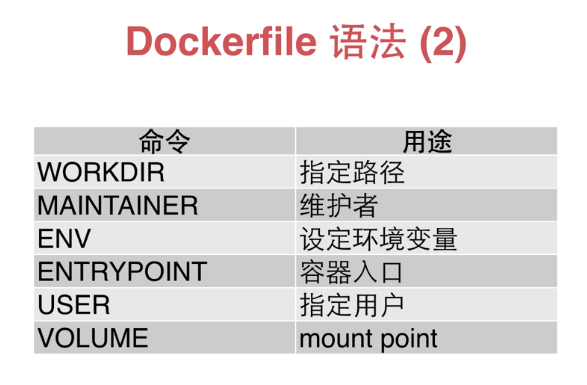 Dockerfile 语法 (2)
命令 用途
WORKDIR 指定路径
MAINTAINER 维护者
ENV 设定环境变量
ENTRYPOINT 容器入口
USER 指定用户
VOLUME mount point